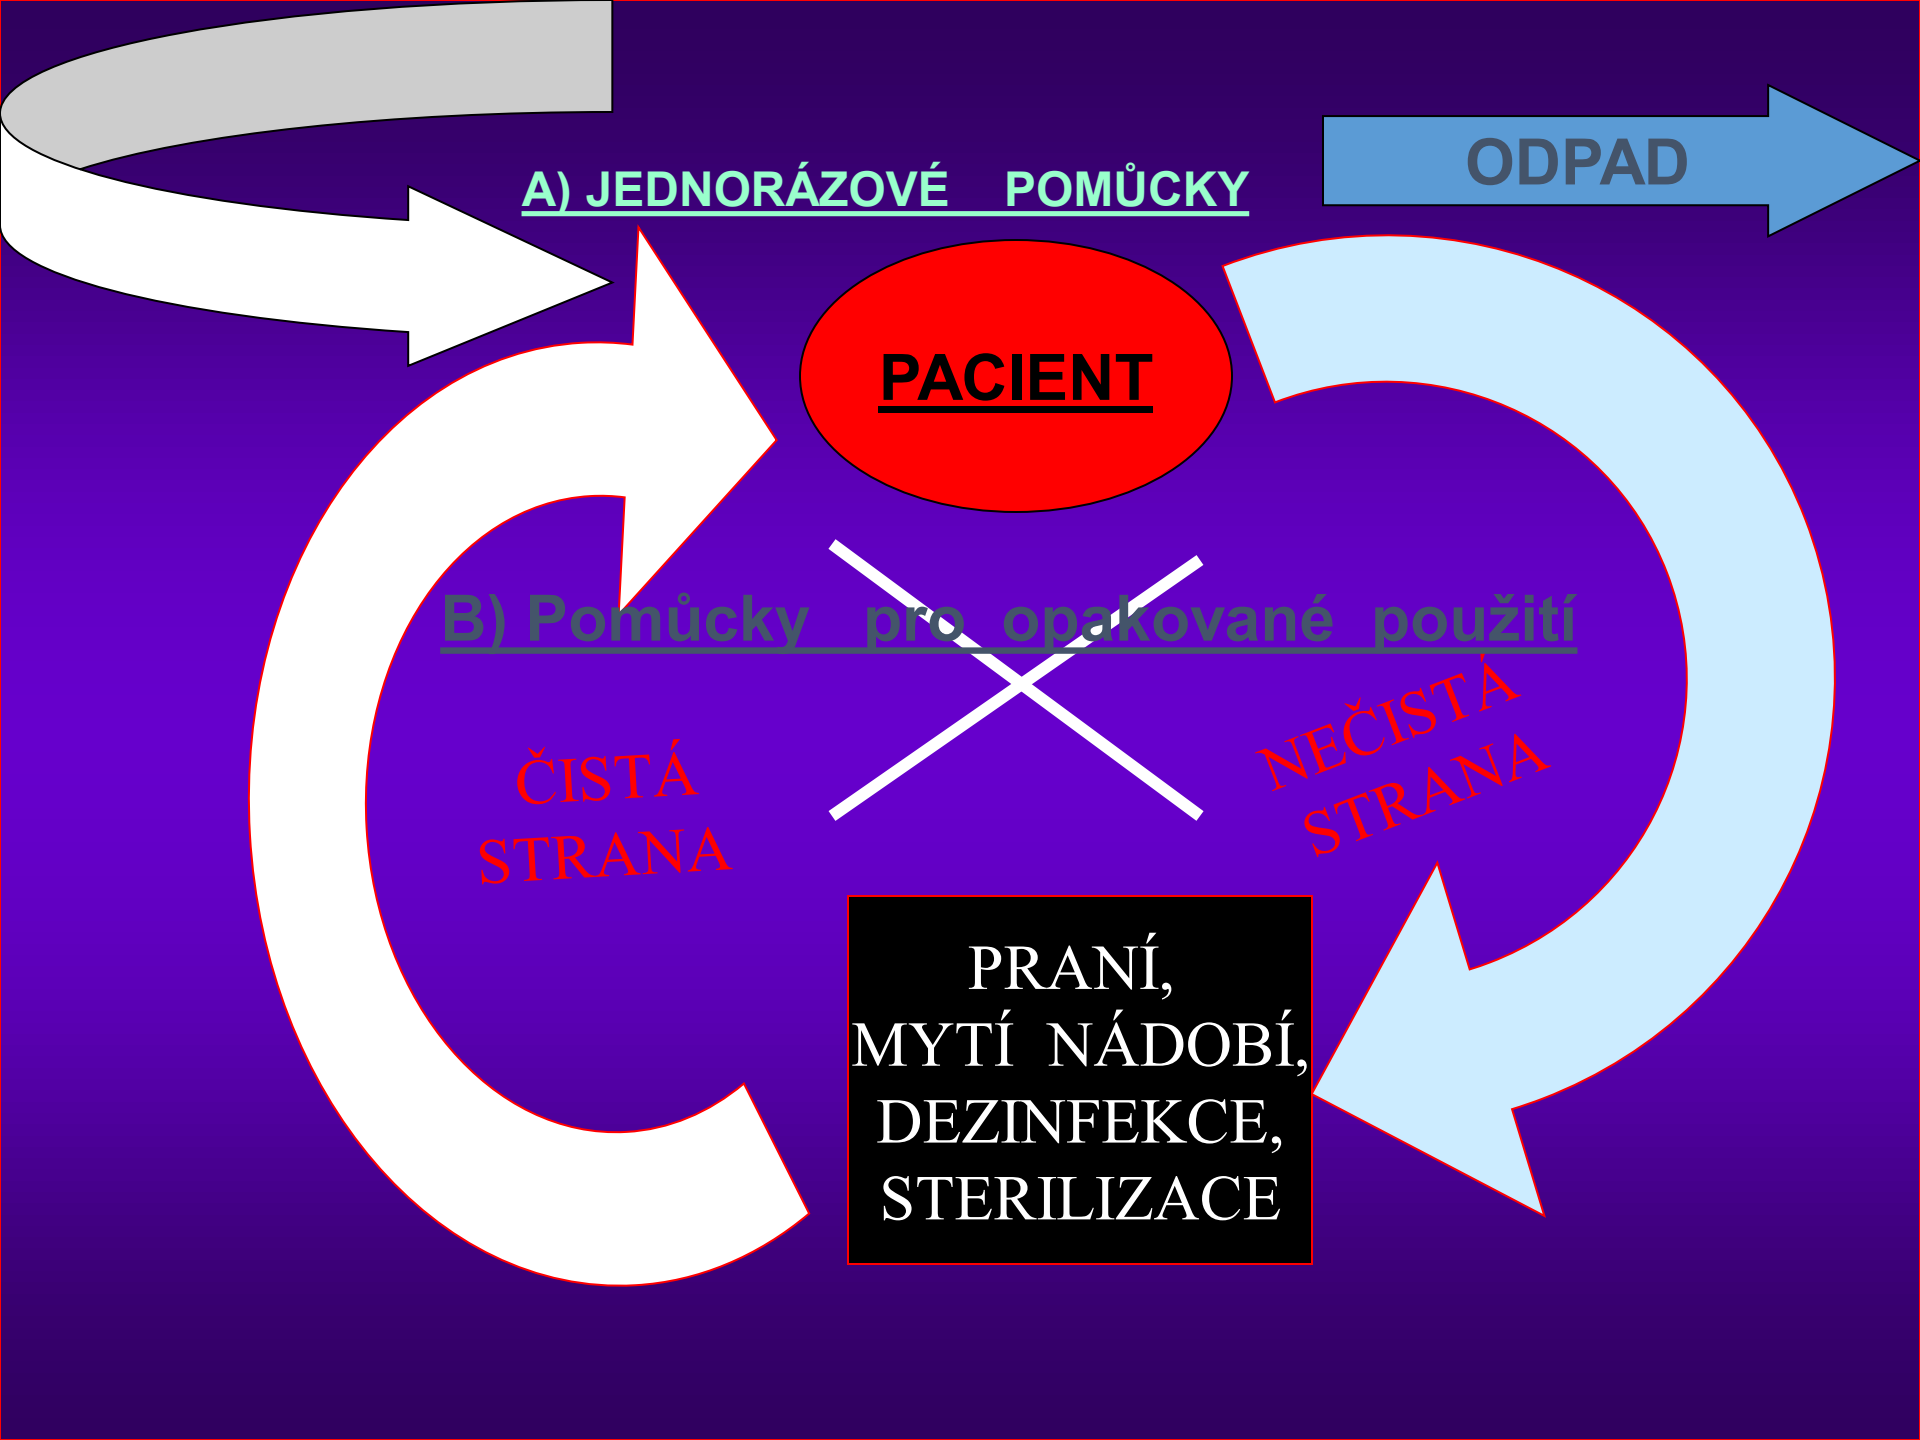 ODPAD
A) JEDNORÁZOVÉ POMŮCKY
PACIENT
B) Pomůcky pro opakované použití
ČISTÁ
STRANA
NEČISTÁ
STRANA
PRANÍ,
MYTÍ NÁDOBÍ,
DEZINFEKCE,
STERILIZACE